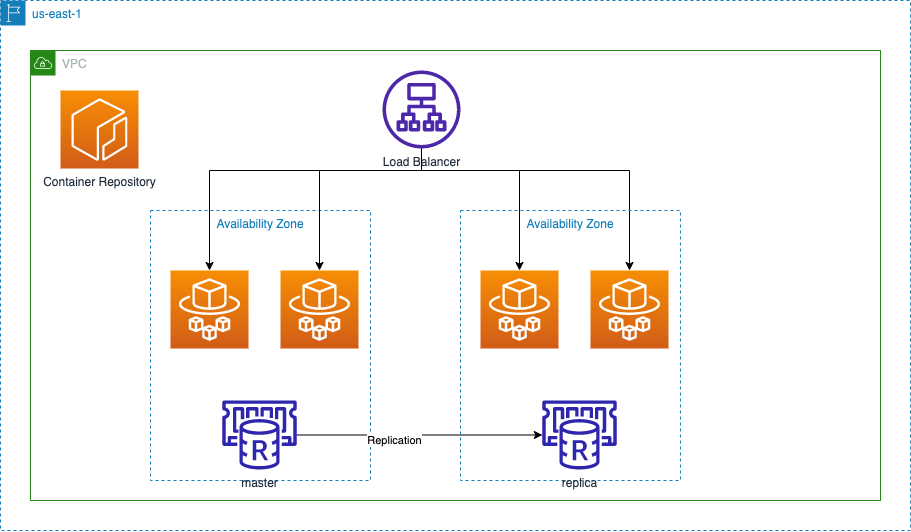 us-east-1
VPC
Load Balancer
Container Repository
Availability Zone
Availability Zone
R
Replication
R
master
replica